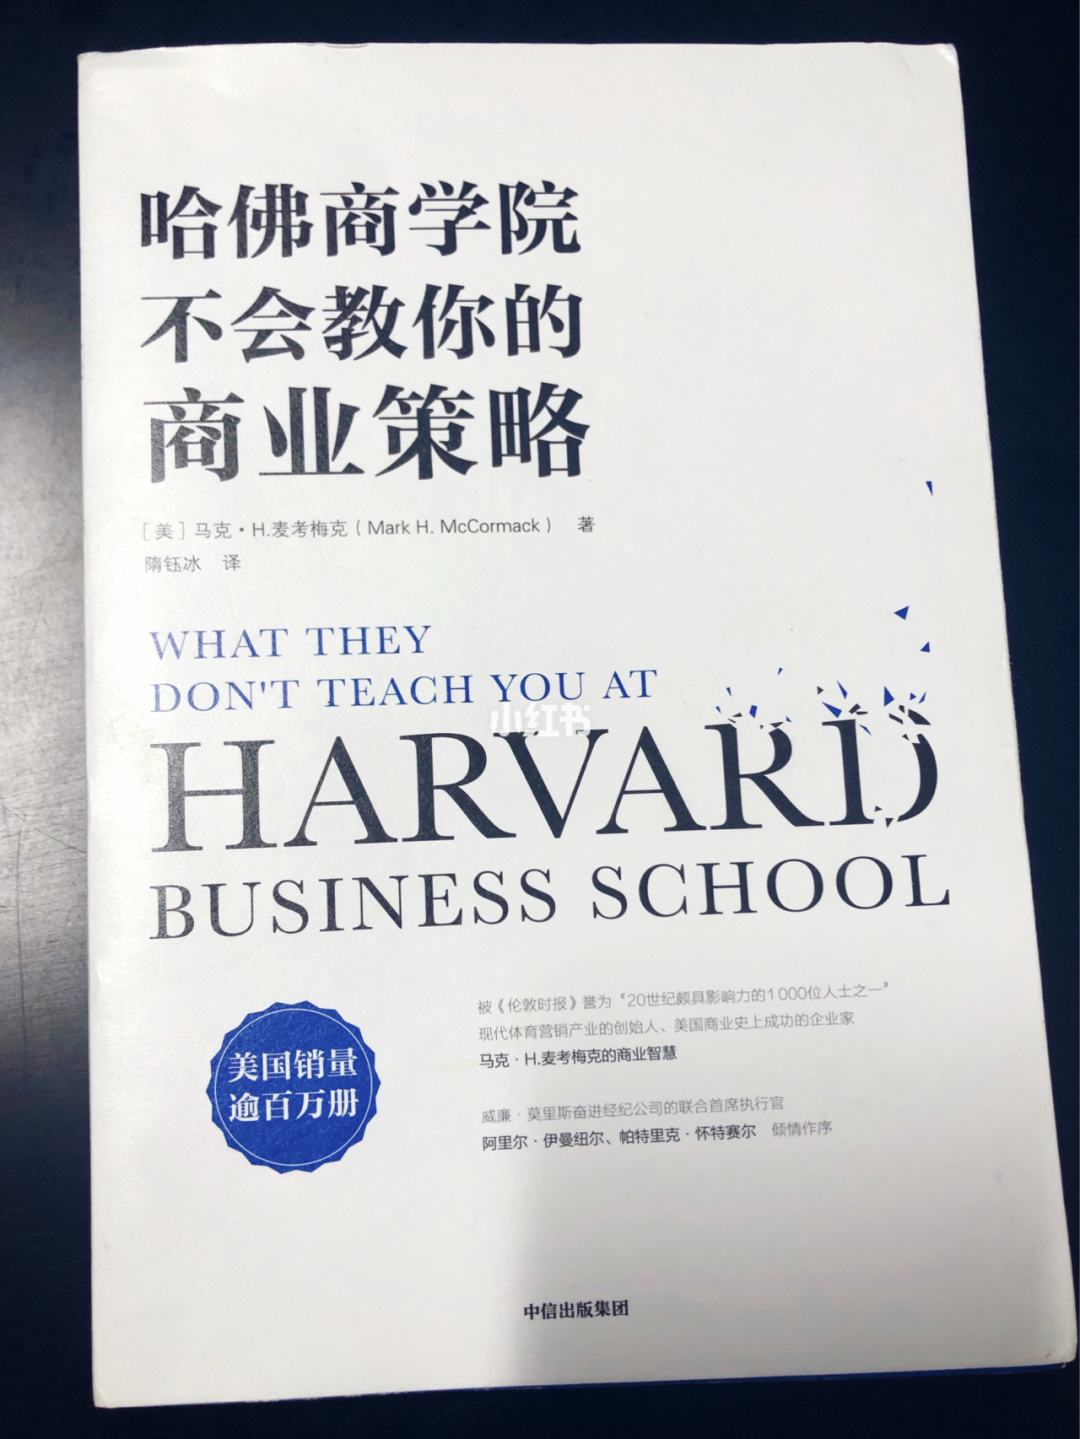 哈佛商学院
不会教你的
商业策略
[美]马克·H.麦考梅克（Mark H. McCormack） 著
隋钰冰 译
WHAT THEY
DON'T TEACH YOU AT
小红书
HARVARD
BUSINESS SCHOOL
被《伦敦时报》誉为“20世纪颇具影响力的1000位人士之一”
现代体育营销产业的创始人、美国商业史上成功的企业家
马克·H.麦考梅克的商业智慧
美国销量
逾百万册
威廉·莫里斯奋进经纪公司的联合首席执行官
阿里尔·伊曼纽尔、帕特里克·怀特赛尔 倾情作序
中信出版集团